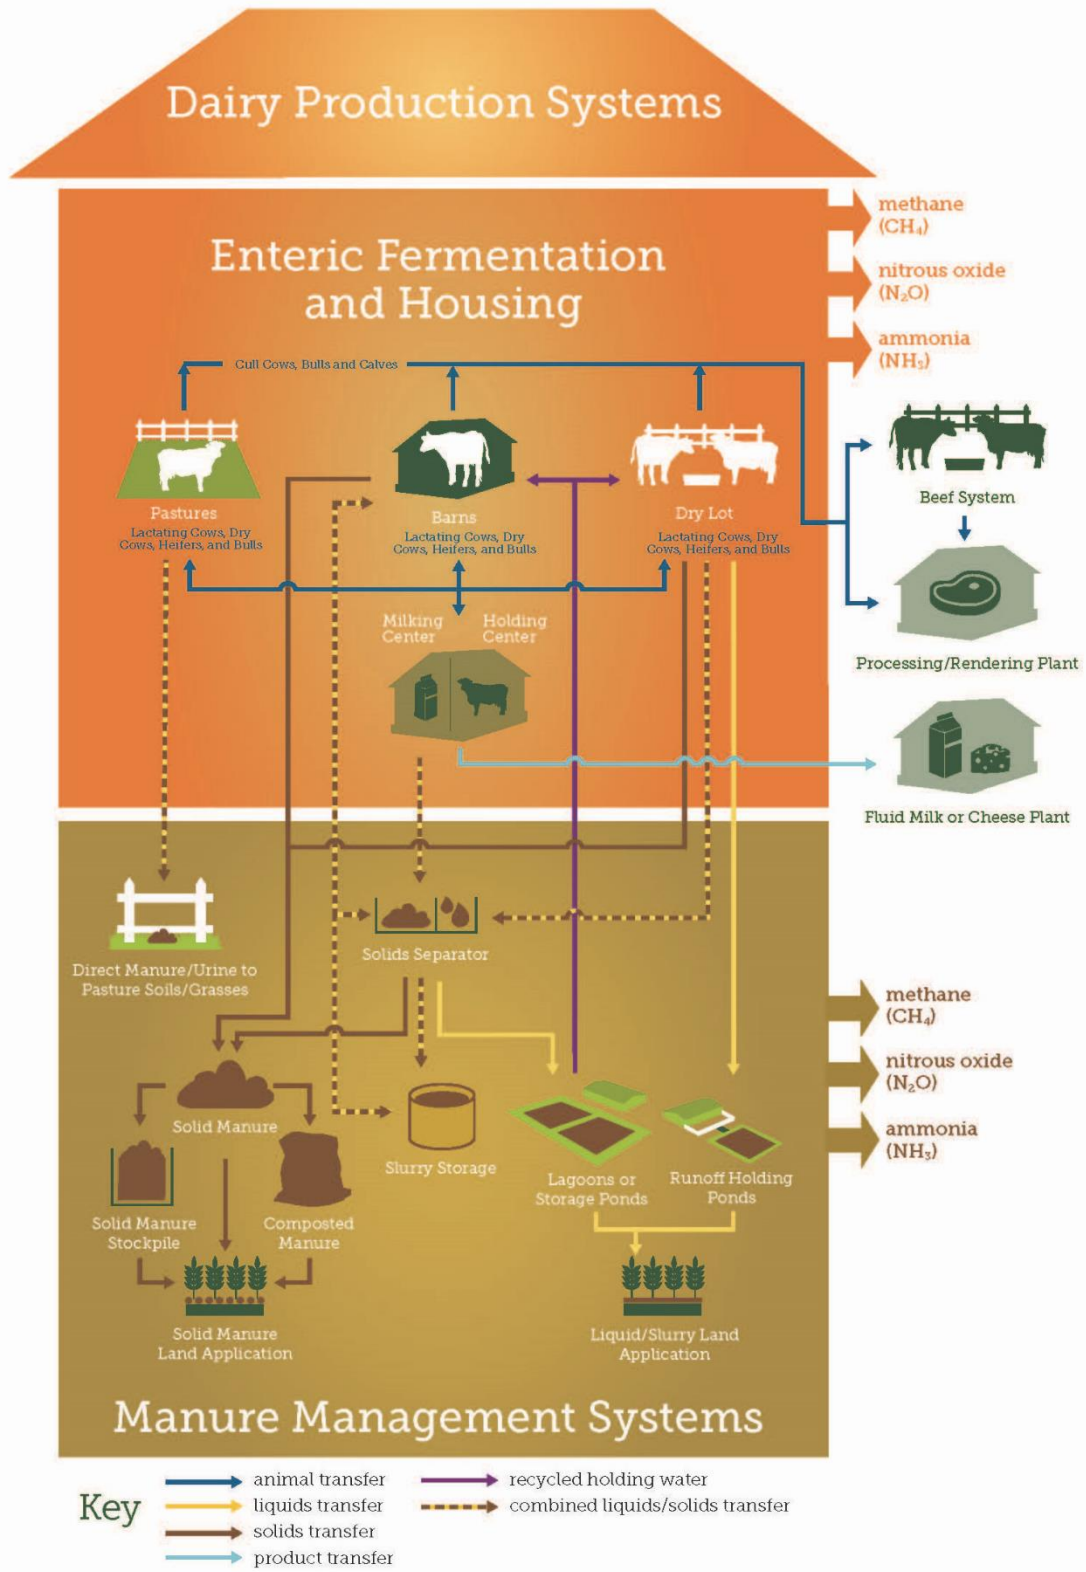 Dairy Production Systems
Enteric Fermentation
and Housing
methane
(CH₄)
nitrous oxide
(N₂O)
ammonia
(NH₃)
Cull Cows, Bulls and Calves
Pastures
Lactating Cows, Dry
Cows, Heifers, and Bulls
Barns
Lactating Cows, Dry
Cows, Heifers, and Bulls
Dry Lot
Lactating Cows, Dry
Cows, Heifers, and Bulls
Beef System
Milking
Center
Holding
Center
Processing/Rendering Plant
Fluid Milk or Cheese Plant
Solids Separator
Direct Manure/Urine to
Pasture Soils/Grasses
methane
(CH₄)
nitrous oxide
(N₂O)
ammonia
(NH₃)
Solid Manure
Slurry Storage
Lagoons or
Storage Ponds
Runoff Holding
Ponds
Solid Manure
Stockpile
Composted
Manure
Solid Manure
Land Application
Liquid/Slurry Land
Application
Manure Management Systems
Key
animal transfer
liquids transfer
solids transfer
product transfer
recycled holding water
combined liquids/solids transfer